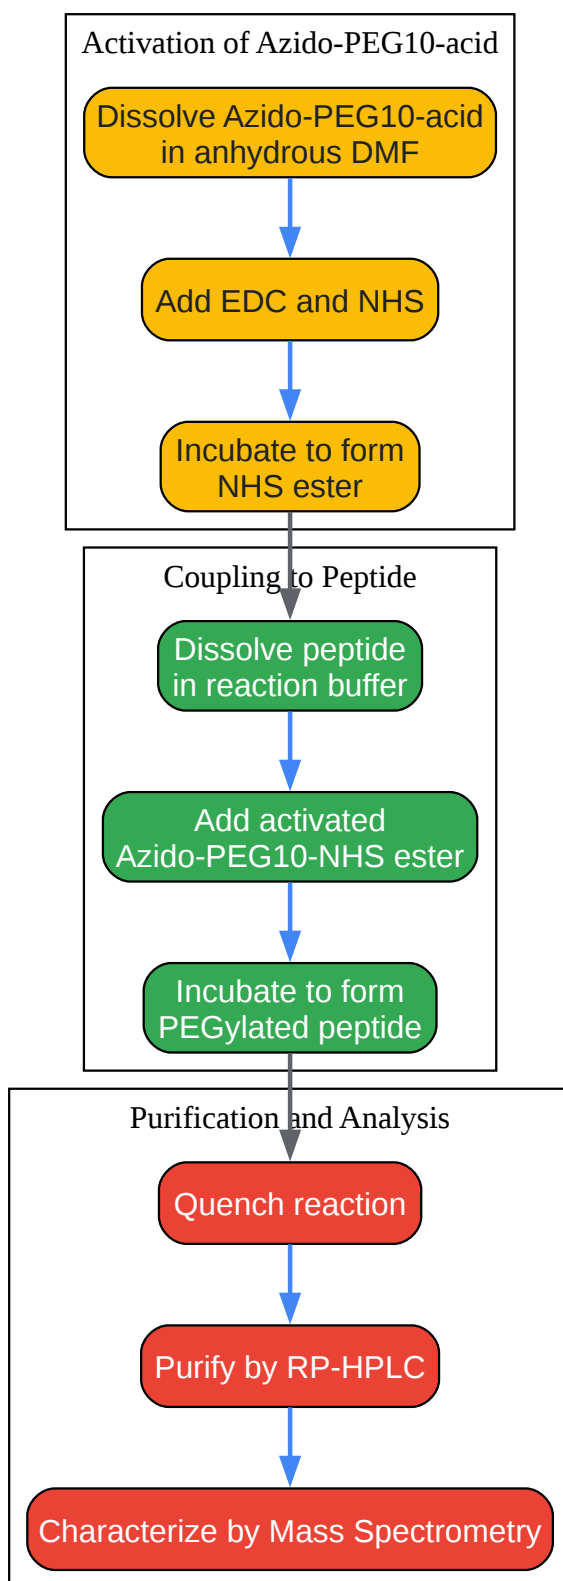 Activation of Azido-PEG10-acid
Dissolve Azido-PEG10-acid
in anhydrous DMF
Add EDC and NHS
Incubate to form
NHS ester
Coupling to Peptide
Dissolve peptide
in reaction buffer
Add activated
Azido-PEG10-NHS ester
Incubate to form
PEGylated peptide
Purification and Analysis
Quench reaction
Purify by RP-HPLC
Characterize by Mass Spectrometry